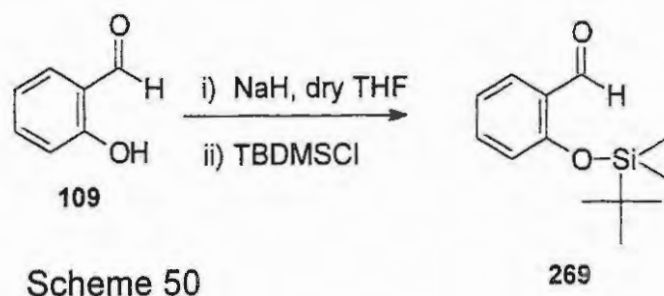 O
H
OH
109
i) NaH, dry THF
ii) TBDMSCl
O
H
O
Si
269
Scheme 50